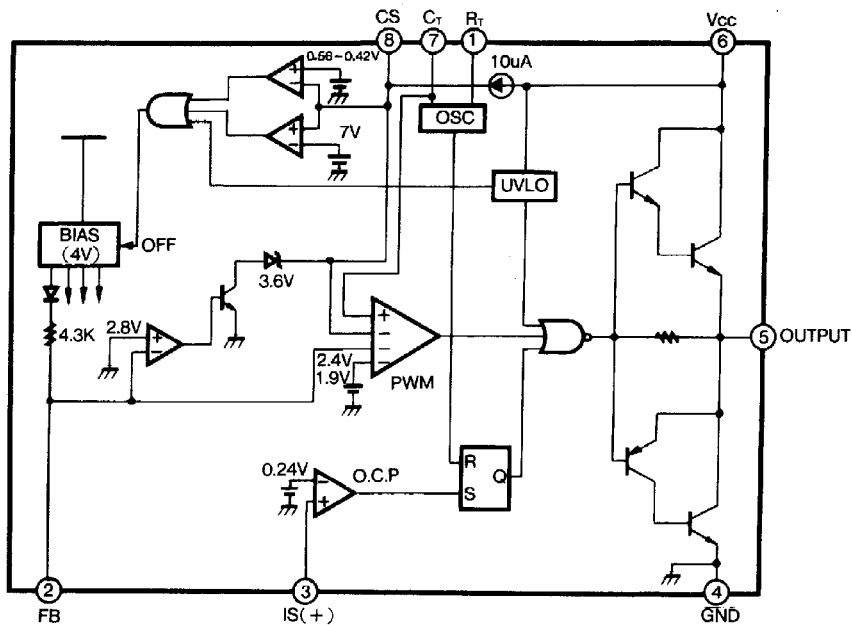 CS CT RT VCC
8 7 1 6
0.56-0.42V
10uA
+
−
OSC
7V
+
−
UVLO
BIAS
(4V)
OFF
3.6V
4.3K
2.8V
+
−
+
−
−
−
2.4V
1.9V
PWM
5 OUTPUT
0.24V
−
+
O.C.P
R
S
Q
2 3 4
FB IS(+) GND